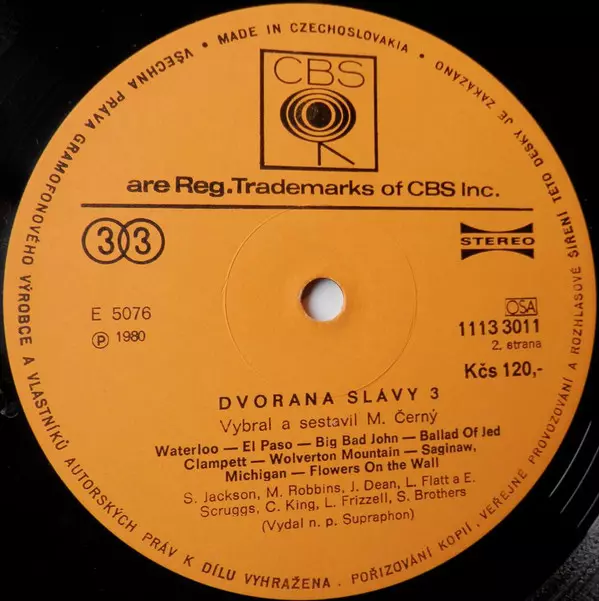 VŠECHNA PRÁVA GRAMOFONOVÉHO VÝROBCE A VLASTNÍKŮ AUTORSKÝCH PRÁV K DÍLU VYHRAŽENA · POŘIZOVÁNÍ KOPIÍ, VEŘEJNÉ PROVOZOVÁNÍ A ROZHLASOVÉ ŠÍŘENÍ TÉTO DESKY JE ZAKÁZÁNO
• MADE IN CZECHOSLOVAKIA •
CBS
are Reg.Trademarks of CBS Inc.
33
STEREO
E 5076
Ⓟ 1980
OSA
1113 3011
2. strana
Kčs 120,-
DVORANA SLÁVY 3
Vybral a sestavil M. Černý
Waterloo — El Paso — Big Bad John — Ballad Of Jed
Clampett — Wolverton Mountain — Saginaw,
Michigan — Flowers On the Wall
S. Jackson, M. Robbins, J. Dean, L. Flatt a E.
Scruggs, C. King, L. Frizzell, S. Brothers
(Vydal n. p. Supraphon)